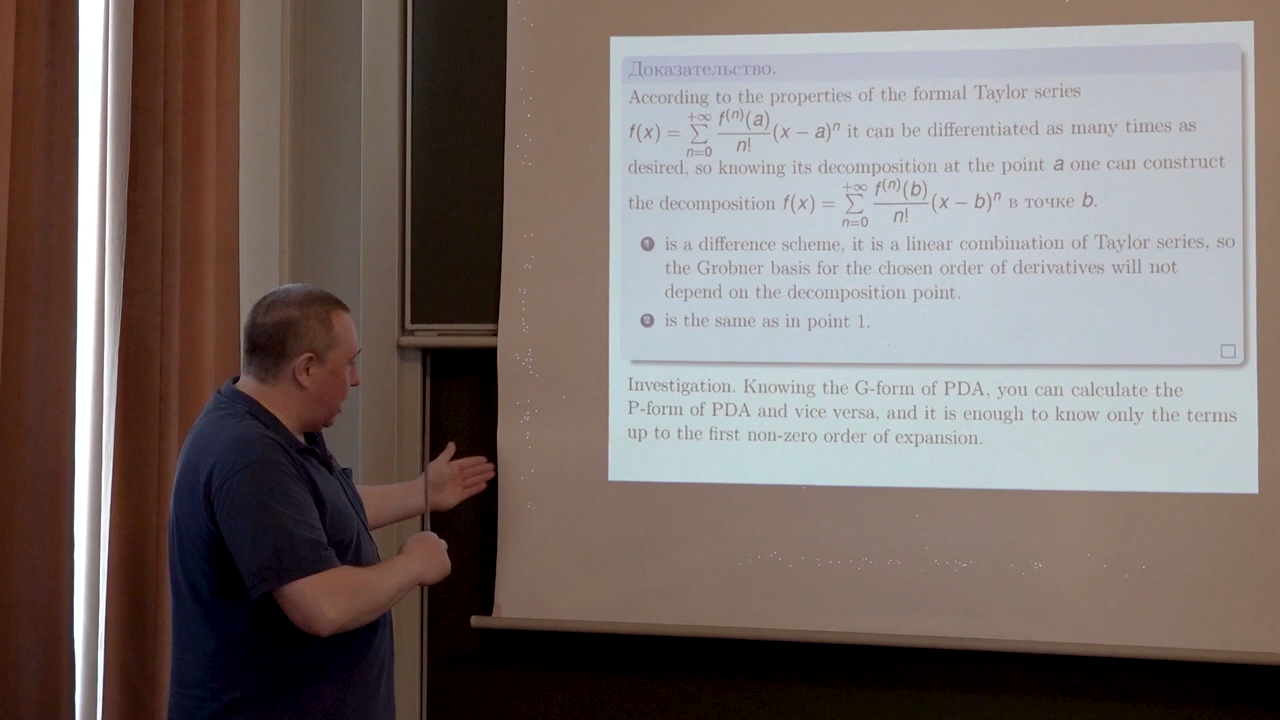 Доказательство.
According to the properties of the formal Taylor series
f(x) = \sum_{n=0}^{+∞} \frac{f^{(n)}(a)}{n!}(x − a)^n it can be differentiated as many times as
desired, so knowing its decomposition at the point a one can construct
the decomposition f(x) = \sum_{n=0}^{+∞} \frac{f^{(n)}(b)}{n!}(x − b)^n в точке b.
1 is a difference scheme, it is a linear combination of Taylor series, so
the Grobner basis for the chosen order of derivatives will not
depend on the decomposition point.
2 is the same as in point 1.
Investigation. Knowing the G-form of PDA, you can calculate the
P-form of PDA and vice versa, and it is enough to know only the terms
up to the first non-zero order of expansion.